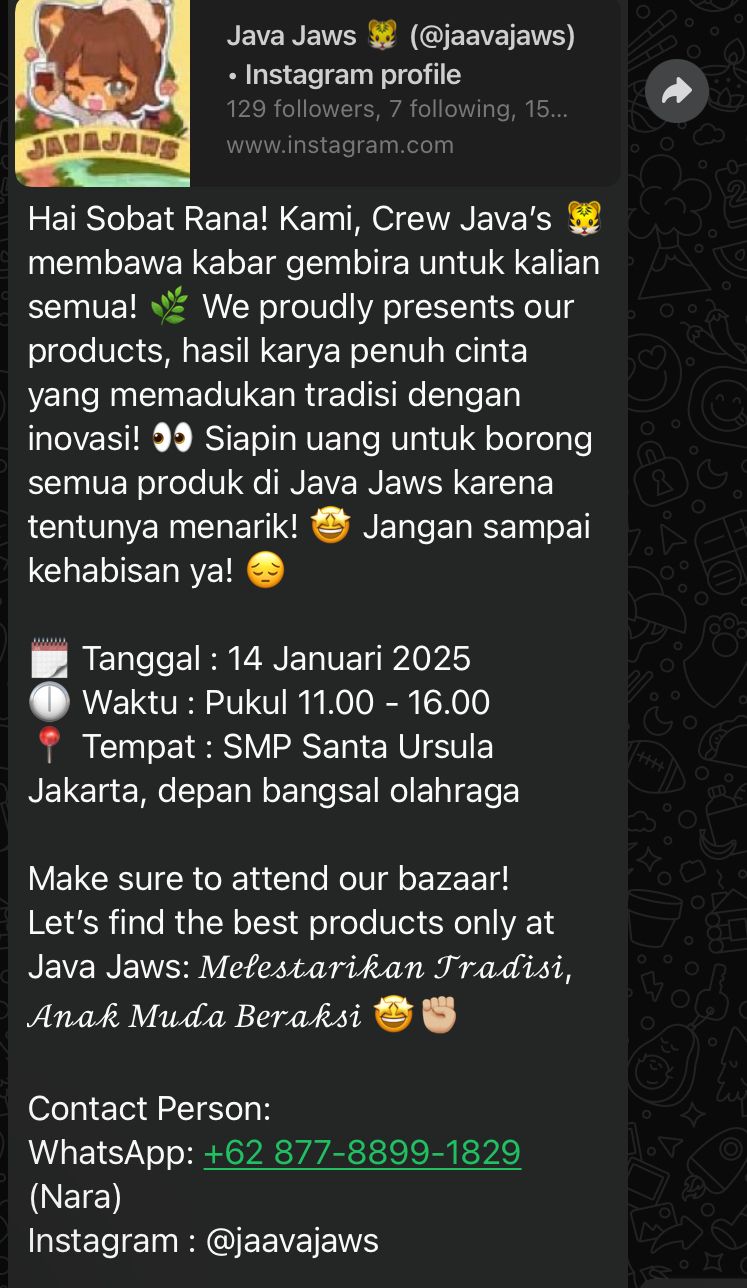 JAVAJAWS
Java Jaws 🐯 (@jaavajaws)
• Instagram profile
129 followers, 7 following, 15...
www.instagram.com
Hai Sobat Rana! Kami, Crew Java’s 🐯
membawa kabar gembira untuk kalian
semua! 🌿 We proudly presents our
products, hasil karya penuh cinta
yang memadukan tradisi dengan
inovasi! 👀 Siapin uang untuk borong
semua produk di Java Jaws karena
tentunya menarik! 🤩 Jangan sampai
kehabisan ya! 😔
🗓️ Tanggal : 14 Januari 2025
🕛 Waktu : Pukul 11.00 - 16.00
📍 Tempat : SMP Santa Ursula
Jakarta, depan bangsal olahraga
Make sure to attend our bazaar!
Let’s find the best products only at
Java Jaws: 𝓜𝓮𝓵𝓮𝓼𝓽𝓪𝓻𝓲𝓴𝓪𝓷 𝓣𝓻𝓪𝓭𝓲𝓼𝓲,
𝓐𝓷𝓪𝓴 𝓜𝓾𝓭𝓪 𝓑𝓮𝓻𝓪𝓴𝓼𝓲 🤩✊🏼
Contact Person:
WhatsApp: +62 877-8899-1829
(Nara)
Instagram : @jaavajaws